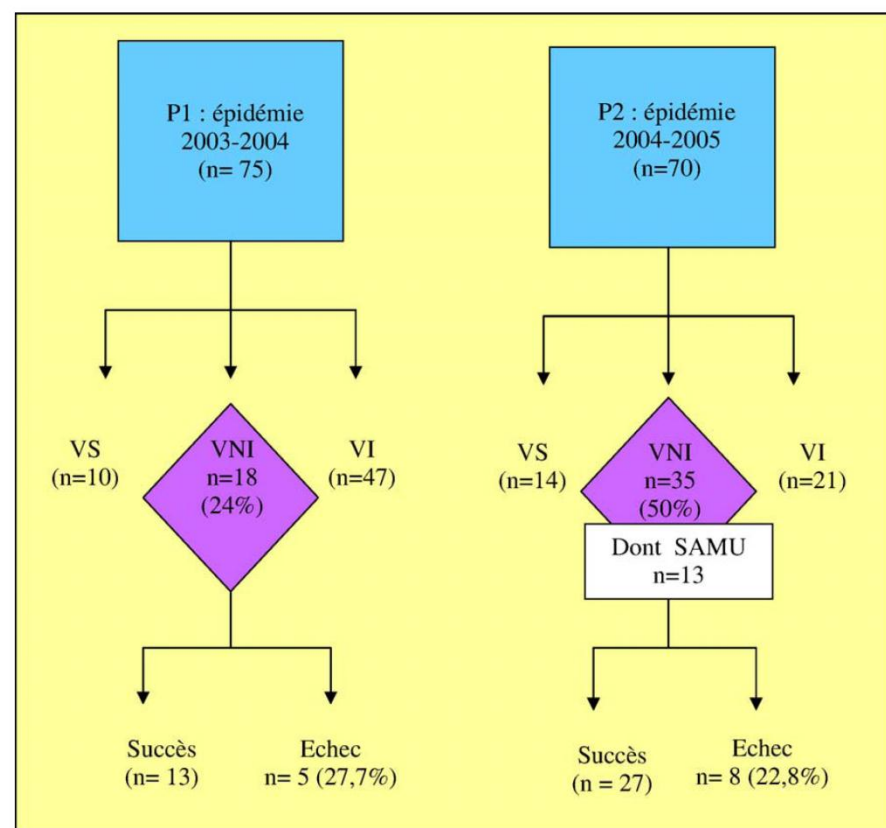 P1 : épidémie
2003-2004
(n= 75)
P2 : épidémie
2004-2005
(n=70)
VS
(n=10)
VNI
n=18
(24%)
VI
(n=47)
VS
(n=14)
VNI
n=35
(50%)
VI
(n=21)
Dont SAMU
n=13
Succès
(n= 13)
Echec
n= 5 (27,7%)
Succès
(n = 27)
Echec
n= 8 (22,8%)